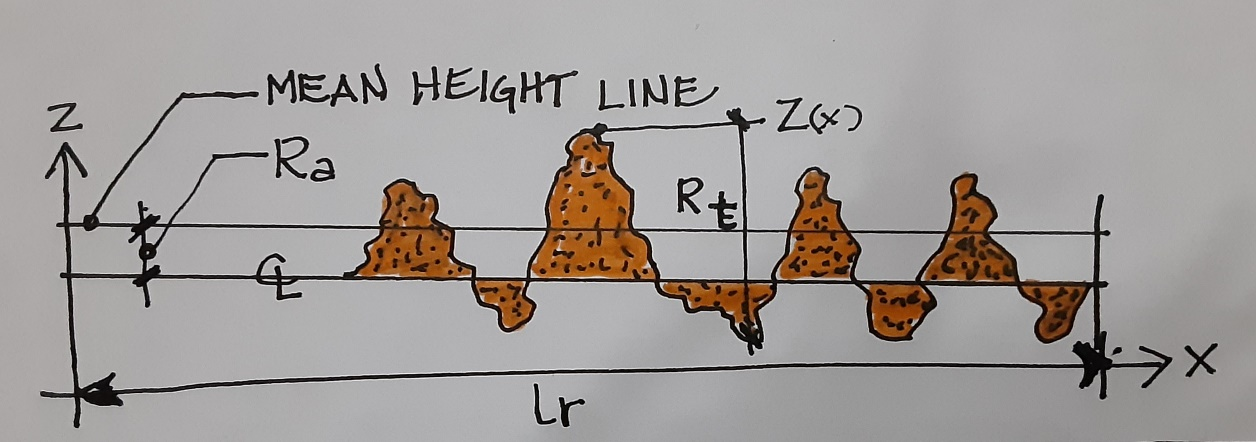 MEAN HEIGHT LINE
Z
Z(x)
Ra
Rt
℄
X
Lr